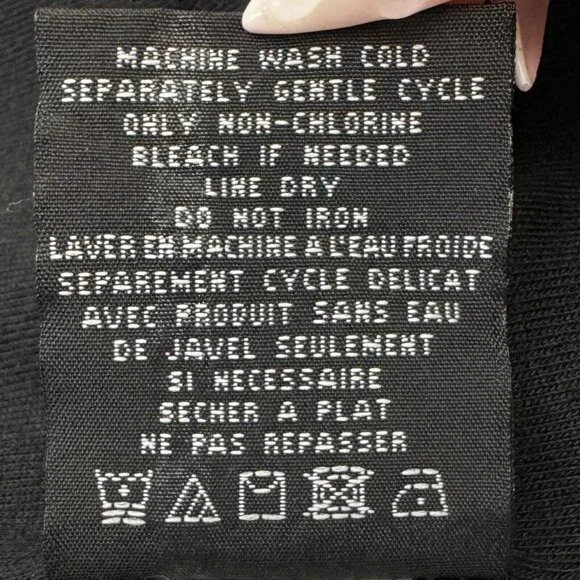 MACHINE WASH COLD
SEPARATELY GENTLE CYCLE
ONLY NON-CHLORINE
BLEACH IF NEEDED
LINE DRY
DO NOT IRON
LAVER EN MACHINE A L'EAU FROIDE
SEPAREMENT CYCLE DELICAT
AVEC PRODUIT SANS EAU
DE JAVEL SEULEMENT
SI NECESSAIRE
SECHER A PLAT
NE PAS REPASSER